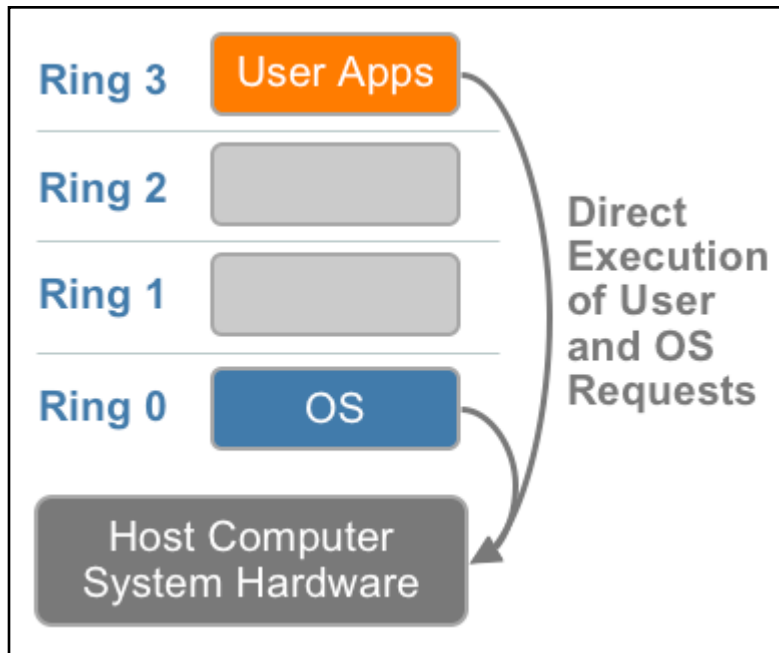 Ring 3
User Apps
Ring 2
Ring 1
Ring 0
OS
Direct
Execution
of User
and OS
Requests
Host Computer
System Hardware